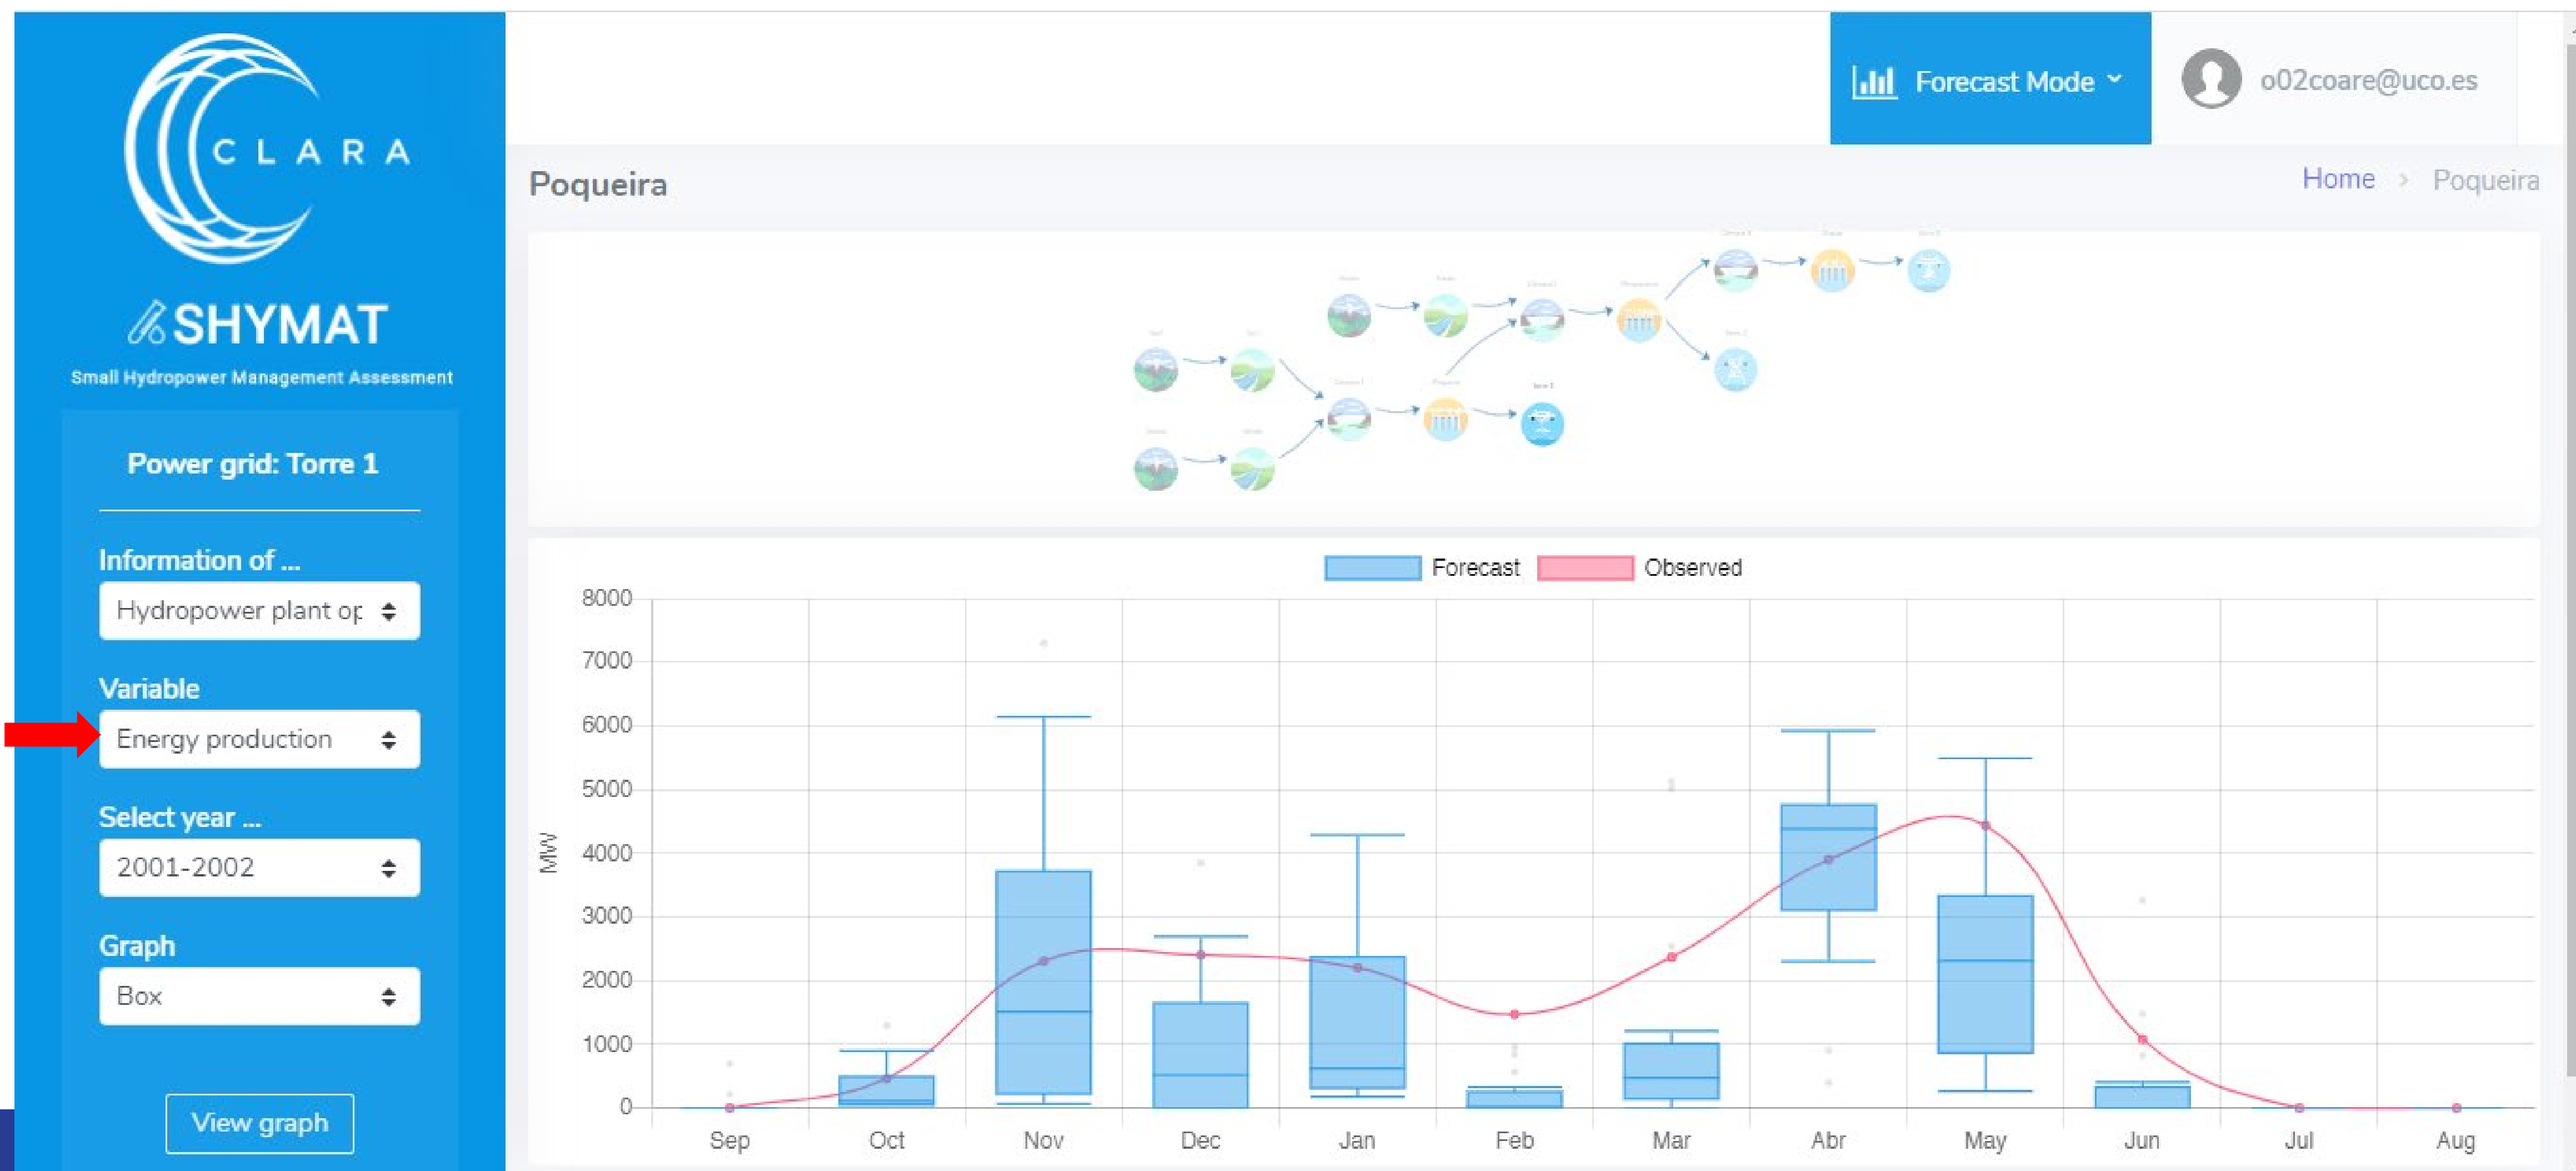 CLARA
SHYMAT
Small Hydropower Management Assessment
Power grid: Torre 1
Information of ...
Hydropower plant op
Variable
Energy production
Select year ...
2001-2002
Graph
Box
View graph
Forecast Mode
o02coare@uco.es
Poqueira
Home > Poqueira
Forecast Observed
MW
8000
7000
6000
5000
4000
3000
2000
1000
0
Sep Oct Nov Dec Jan Feb Mar Abr May Jun Jul Aug